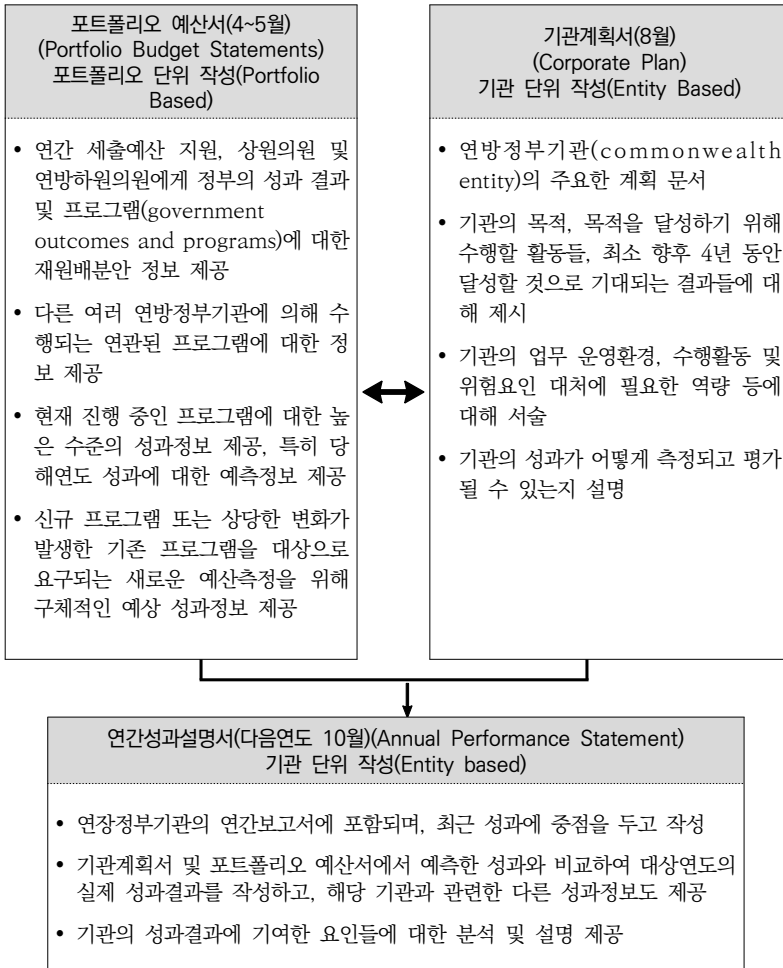 포트폴리오 예산서(4~5월)
(Portfolio Budget Statements)
포트폴리오 단위 작성(Portfolio
Based)
• 연간 세출예산 지원, 상원의원 및
연방하원의원에게 정부의 성과 결과
및 프로그램(government
outcomes and programs)에 대한
재원배분안 정보 제공
• 다른 여러 연방정부기관에 의해 수
행되는 연관된 프로그램에 대한 정
보 제공
• 현재 진행 중인 프로그램에 대한 높
은 수준의 성과정보 제공, 특히 당
해연도 성과에 대한 예측정보 제공
• 신규 프로그램 또는 상당한 변화가
발생한 기존 프로그램을 대상으로
요구되는 새로운 예산측정을 위해
구체적인 예상 성과정보 제공
기관계획서(8월)
(Corporate Plan)
기관 단위 작성(Entity Based)
• 연방정부기관(commonwealth
entity)의 주요한 계획 문서
• 기관의 목적, 목적을 달성하기 위해
수행할 활동들, 최소 향후 4년 동안
달성할 것으로 기대되는 결과들에 대
해 제시
• 기관의 업무 운영환경, 수행활동 및
위험요인 대처에 필요한 역량 등에
대해 서술
• 기관의 성과가 어떻게 측정되고 평가
될 수 있는지 설명
연간성과설명서(다음연도 10월)(Annual Performance Statement)
기관 단위 작성(Entity based)
• 연장정부기관의 연간보고서에 포함되며, 최근 성과에 중점을 두고 작성
• 기관계획서 및 포트폴리오 예산서에서 예측한 성과와 비교하여 대상연도의
실제 성과결과를 작성하고, 해당 기관과 관련한 다른 성과정보도 제공
• 기관의 성과결과에 기여한 요인들에 대한 분석 및 설명 제공